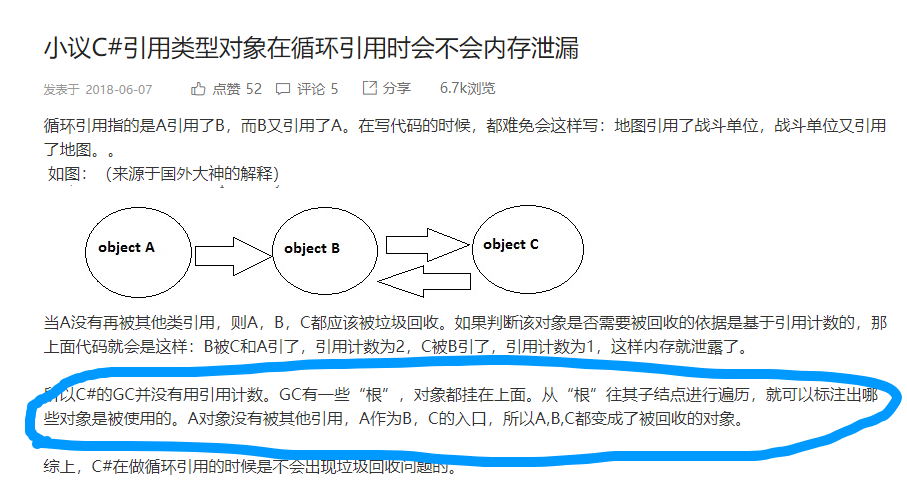 小议C#引用类型对象在循环引用时会不会内存泄漏
发表于 2018-06-07 点赞 52 评论 5 分享 6.7k浏览
循环引用指的是A引用了B，而B又引用了A。在写代码的时候，都难免会这样写：地图引用了战斗单位，战斗单位又引用
了地图。。
如图：（来源于国外大神的解释）
object A object B object C
当A没有再被其他类引用，则A，B，C都应该被垃圾回收。如果判断该对象是否需要被回收的依据是基于引用计数的，那
上面代码就会是这样：B被C和A引了，引用计数为2，C被B引了，引用计数为1，这样内存就泄露了。
所以C#的GC并没有用引用计数。GC有一些“根”，对象都挂在上面。从“根”往其子结点进行遍历，就可以标注出哪
些对象是被使用的。A对象没有被其他引用，A作为B，C的入口，所以A,B,C都变成了被回收的对象。
综上，C#在做循环引用的时候是不会出现垃圾回收问题的。